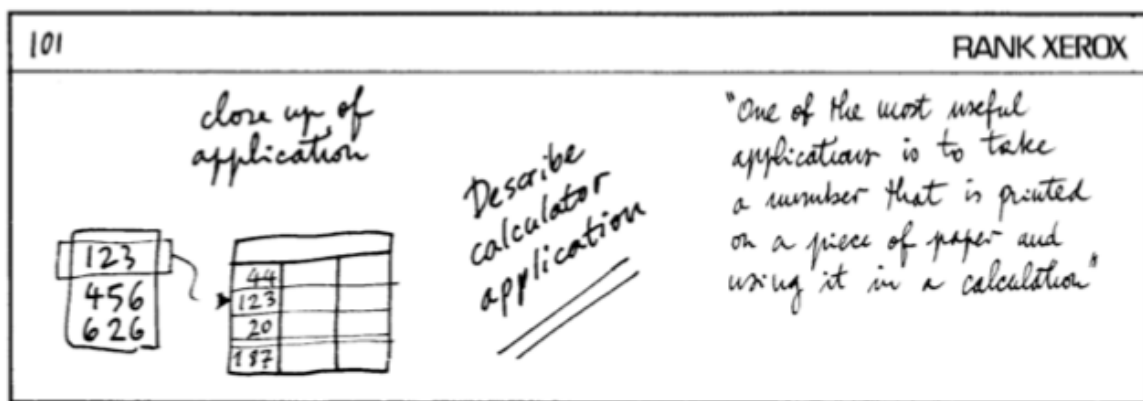 101
RANK XEROX
close up of
application
123
456
626
44
123
20
187
Describe
calculator
application
"One of the most useful
applications is to take
a number that is printed
on a piece of paper and
using it in a calculation"